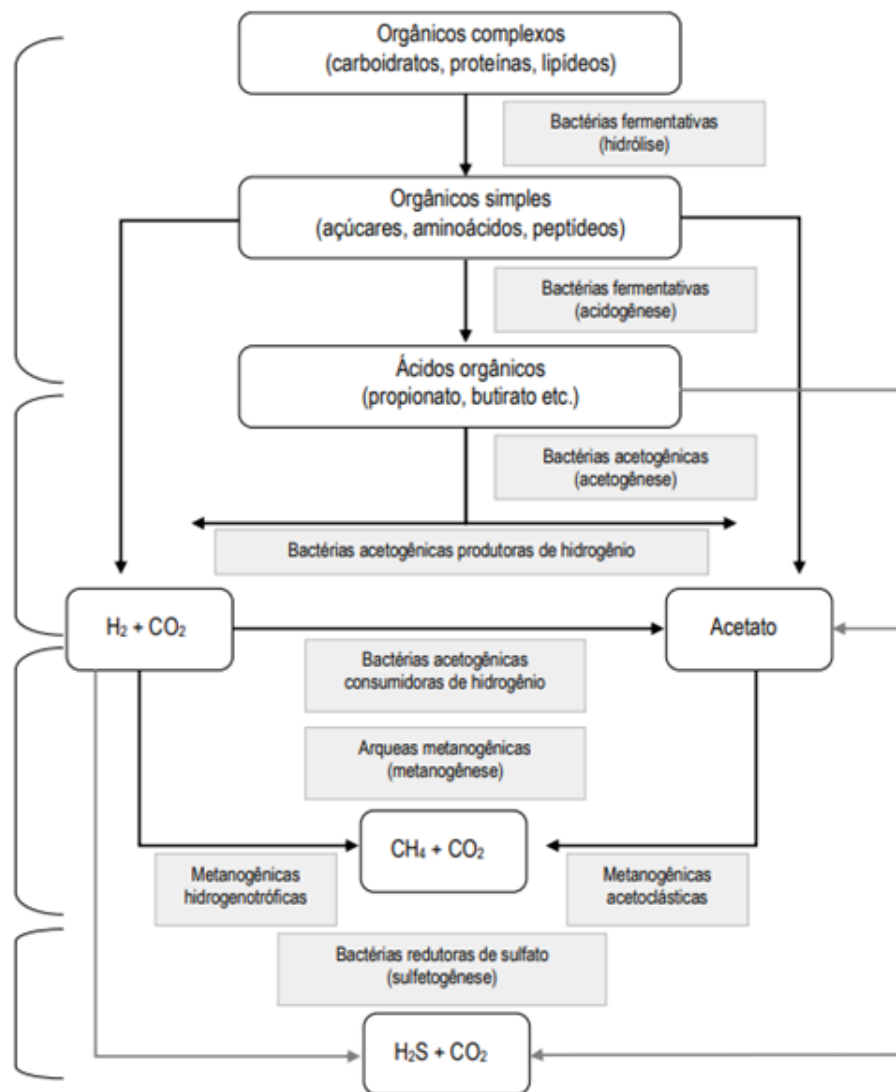 Orgânicos complexos
(carboidratos, proteínas, lipídeos)
Bactérias fermentativas
(hidrólise)
Orgânicos simples
(açúcares, aminoácidos, peptídeos)
Bactérias fermentativas
(acidogênese)
Ácidos orgânicos
(propionato, butirato etc.)
Bactérias acetogênicas
(acetogênese)
Bactérias acetogênicas produtoras de hidrogênio
H₂ + CO₂
Acetato
Bactérias acetogênicas
consumidoras de hidrogênio
Arqueas metanogênicas
(metanogênese)
CH₄ + CO₂
Metanogênicas
hidrogenotróficas
Metanogênicas
acetoclásticas
Bactérias redutoras de sulfato
(sulfetogênese)
H₂S + CO₂